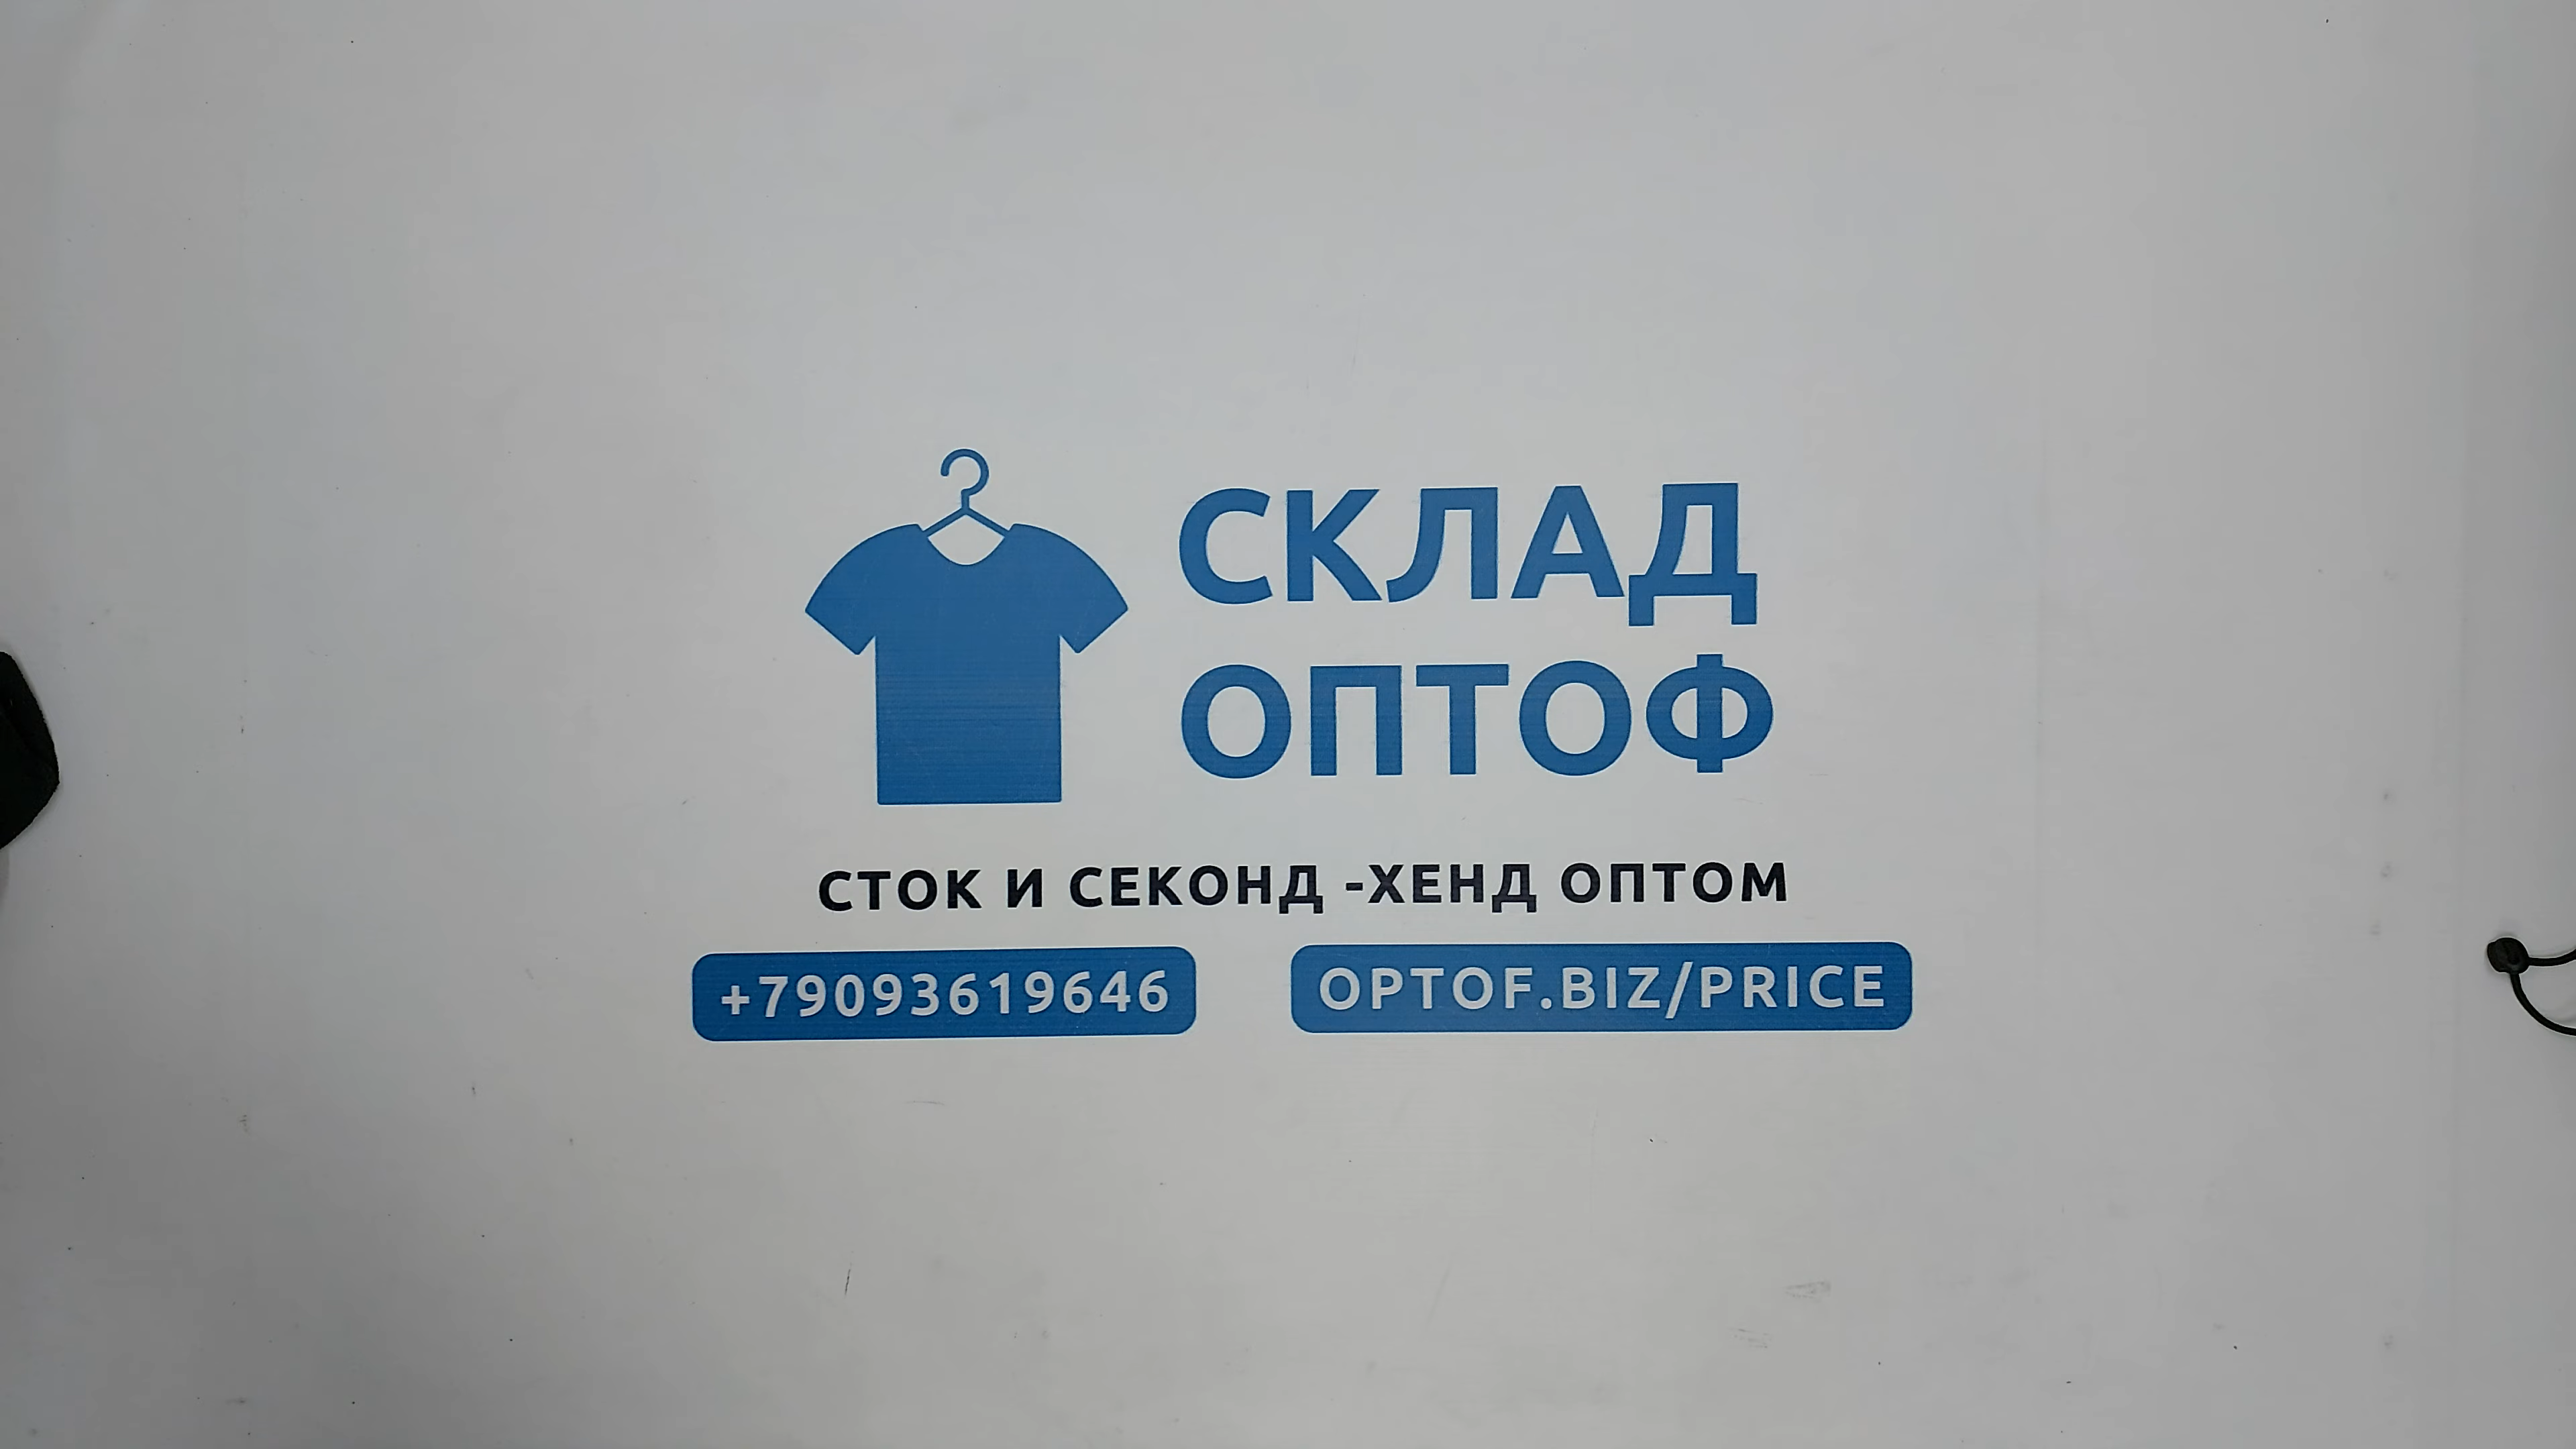 СКЛАД
ОПТОФ
СТОК И СЕКОНД -ХЕНД ОПТОМ
+79093619646
OPTOF.BIZ/PRICE